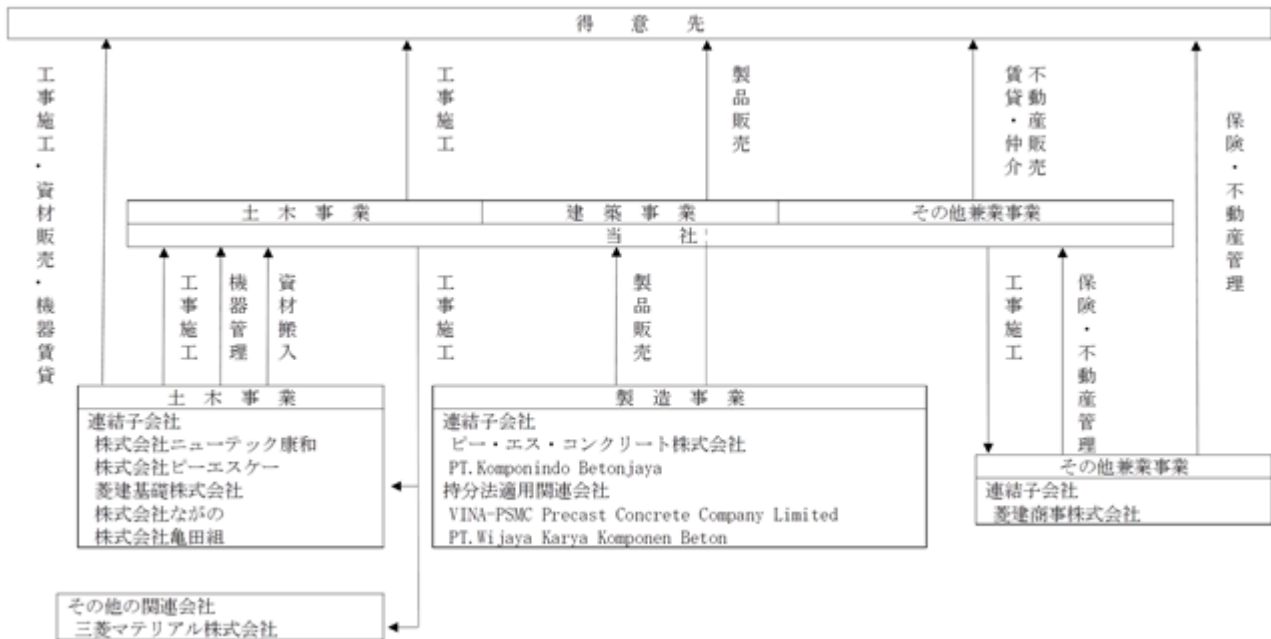 得意先
工事施工・資材販売・機器賃貸
工事施工
製品販売
不動産販売
賃貸・仲介
保険・不動産管理
土木事業
建築事業
その他兼業事業
当社
工事施工
機器管理
資材搬入
工事施工
製品販売
工事施工
保険・不動産管理
土木事業
連結子会社
株式会社ニューテック康和
株式会社ピーエスケー
菱建基礎株式会社
株式会社ながの
株式会社亀田組
製造事業
連結子会社
ピー・エス・コンクリート株式会社
PT.Komponindo Betonjaya
持分法適用関連会社
VINA-PSMC Precast Concrete Company Limited
PT.Wijaya Karya Komponen Beton
その他兼業事業
連結子会社
菱建商事株式会社
その他の関連会社
三菱マテリアル株式会社